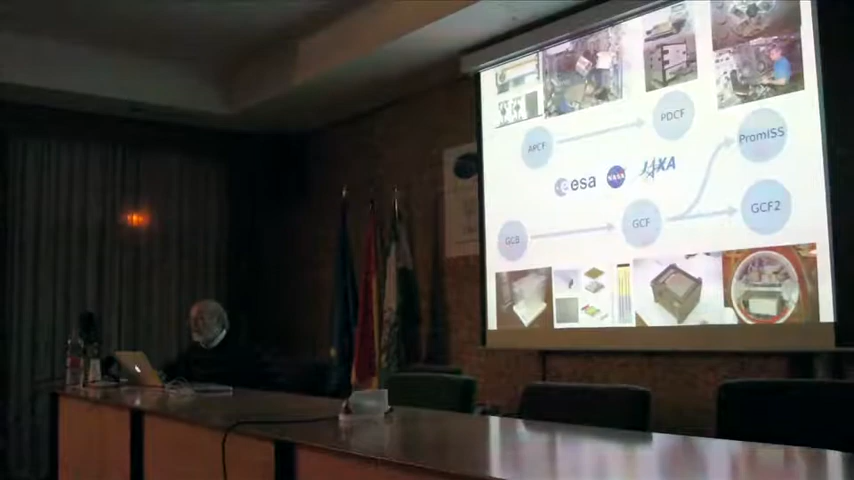 APCF
PDCF
PromISS
esa
NASA
JAXA
GCB
GCF
GCF2